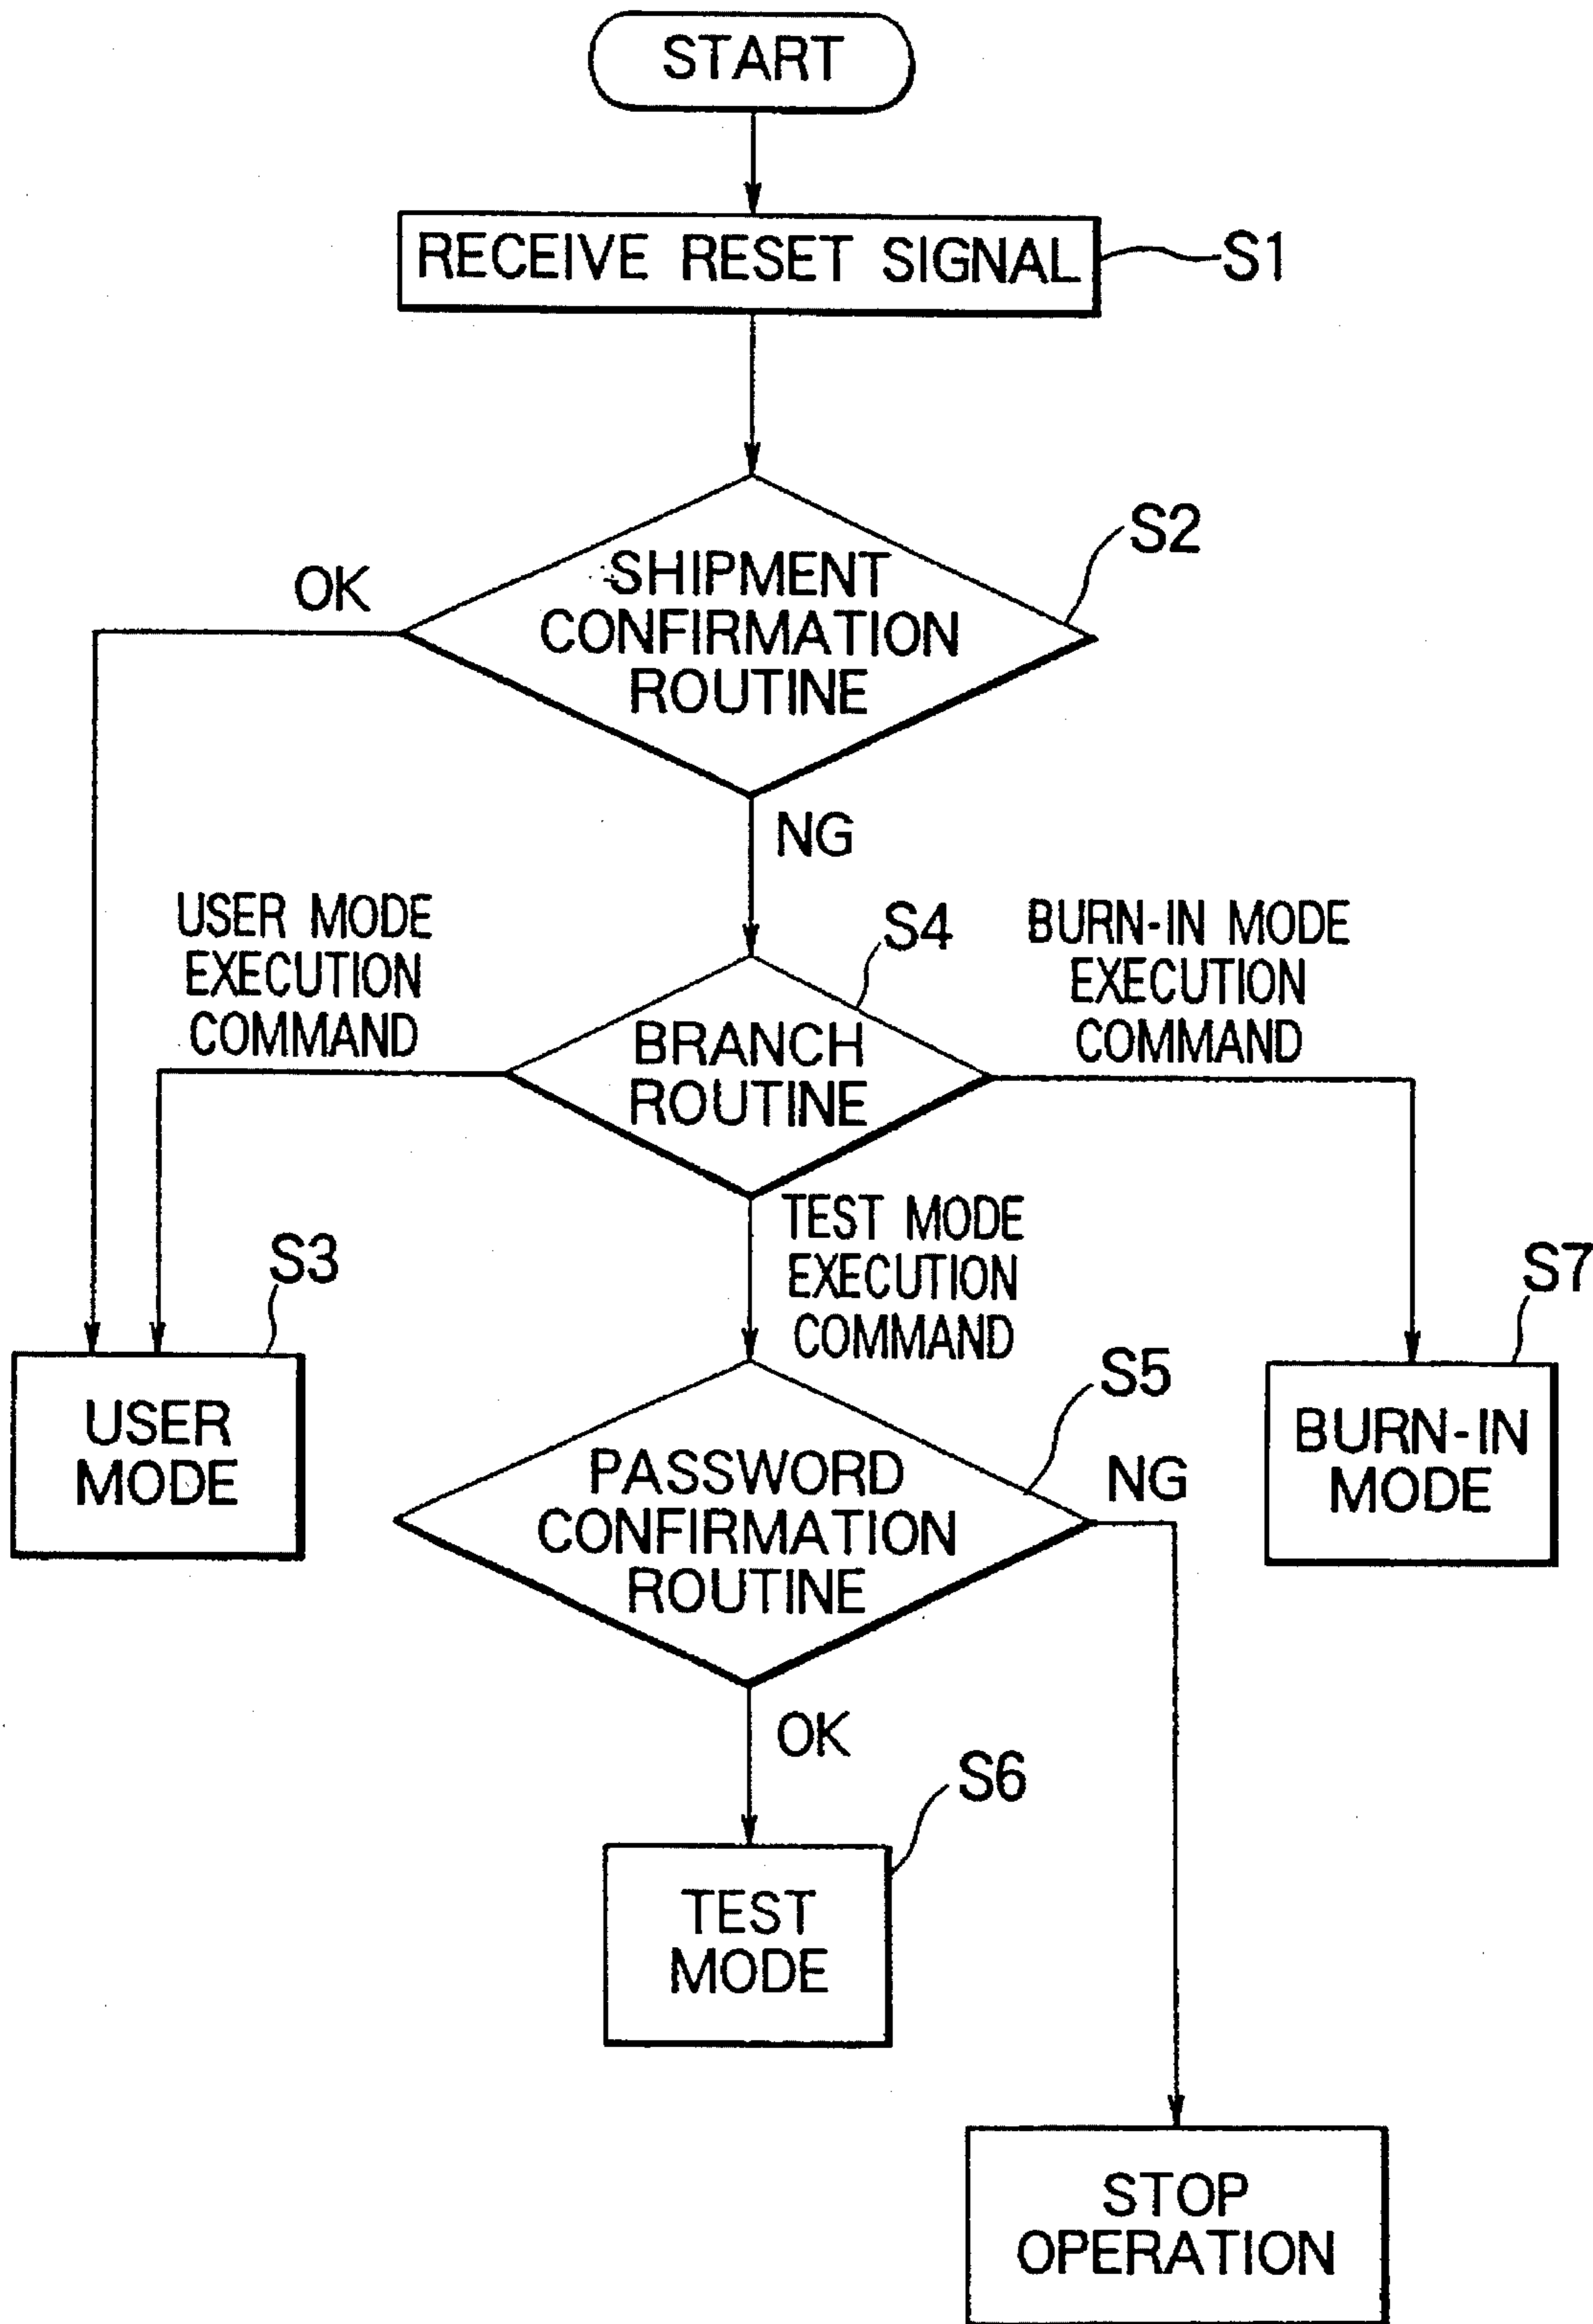 START
RECEIVE RESET SIGNAL
S1
S2
OK
SHIPMENT
CONFIRMATION
ROUTINE
NG
USER MODE
EXECUTION
COMMAND
S4
BURN-IN MODE
EXECUTION
COMMAND
BRANCH
ROUTINE
TEST MODE
EXECUTION
COMMAND
S3
S7
USER
MODE
S5
PASSWORD
CONFIRMATION
ROUTINE
NG
BURN-IN
MODE
OK
S6
TEST
MODE
STOP
OPERATION